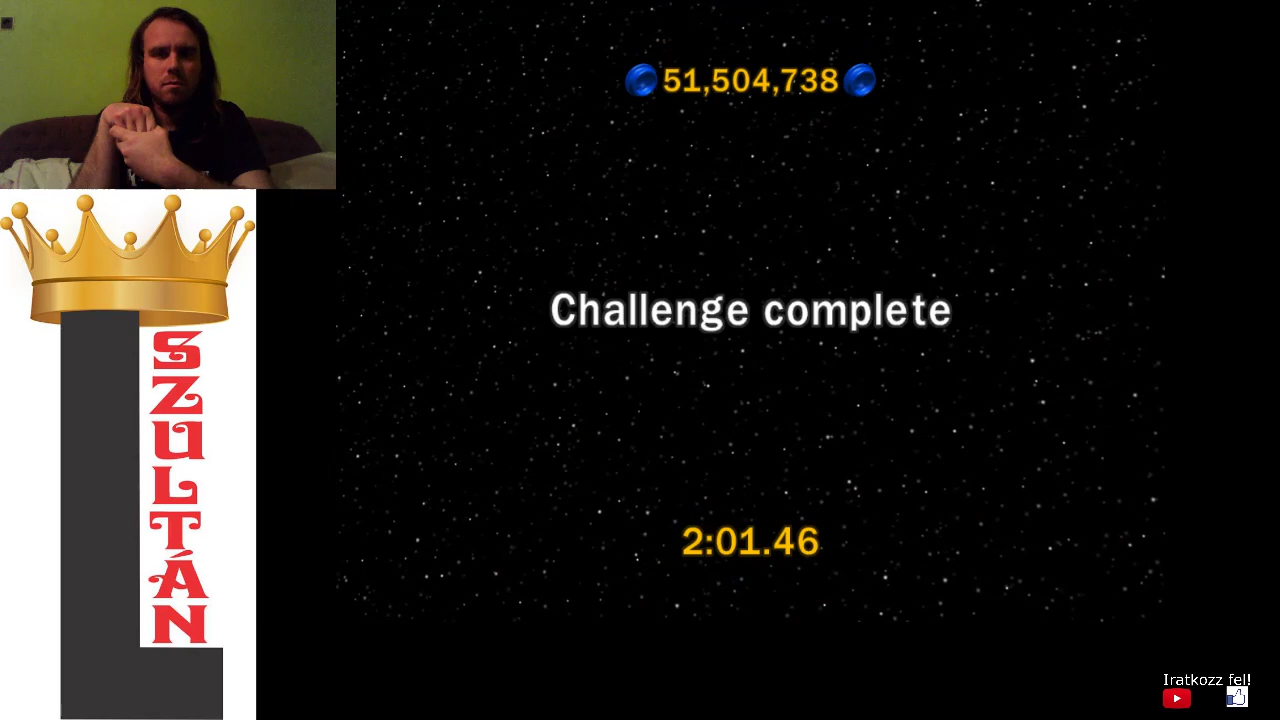 51,504,738
Challenge complete
2:01.46
L
SZULTÁN
Iratkozz fel!